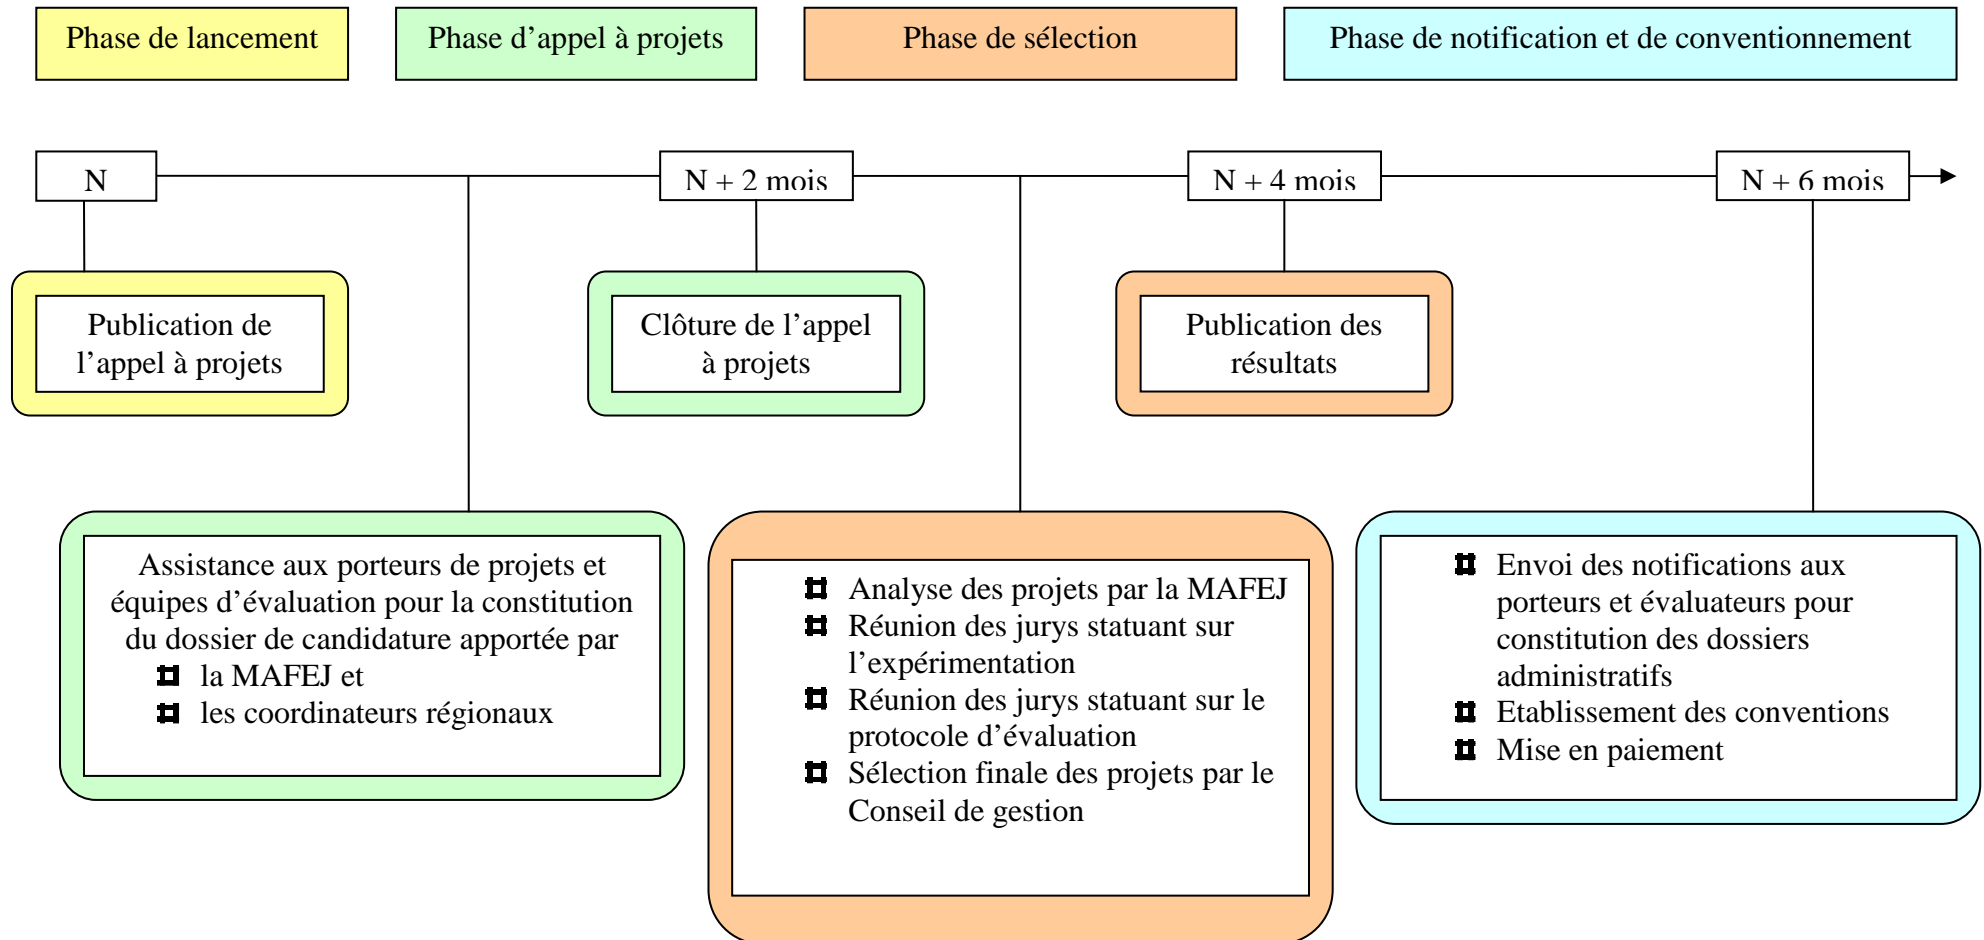 Phase de lancement
Phase d’appel à projets
Phase de sélection
Phase de notification et de conventionnement
N
N + 2 mois
N + 4 mois
N + 6 mois
Publication de
l’appel à projets
Clôture de l’appel
à projets
Publication des
résultats
Assistance aux porteurs de projets et
équipes d’évaluation pour la constitution
du dossier de candidature apportée par
la MAFEJ et
les coordinateurs régionaux
Analyse des projets par la MAFEJ
Réunion des jurys statuant sur
l’expérimentation
Réunion des jurys statuant sur le
protocole d’évaluation
Sélection finale des projets par le
Conseil de gestion
Envoi des notifications aux
porteurs et évaluateurs pour
constitution des dossiers
administratifs
Etablissement des conventions
Mise en paiement